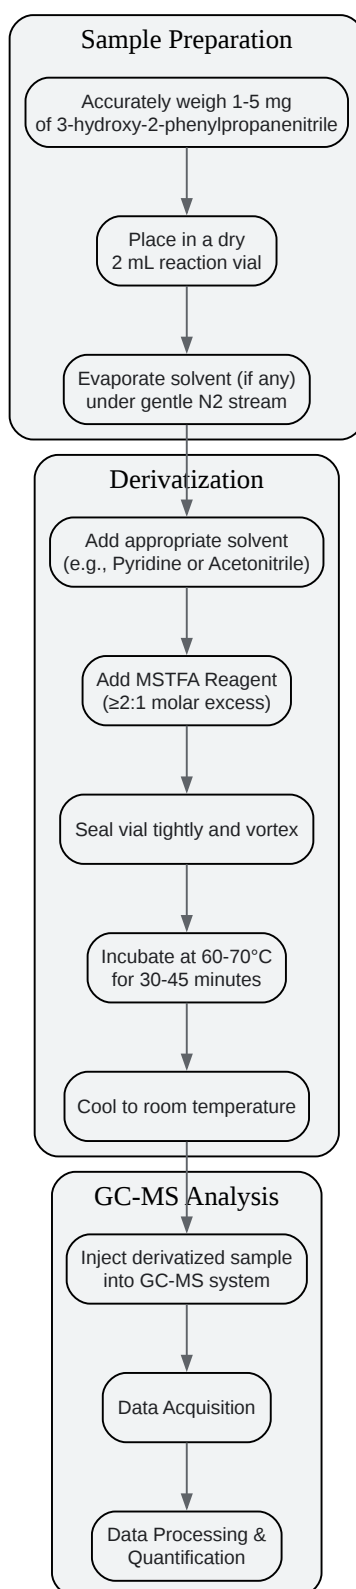 Sample Preparation
Accurately weigh 1-5 mg
of 3-hydroxy-2-phenylpropanenitrile
Place in a dry
2 mL reaction vial
Evaporate solvent (if any)
under gentle N2 stream
Derivatization
Add appropriate solvent
(e.g., Pyridine or Acetonitrile)
Add MSTFA Reagent
(≥2:1 molar excess)
Seal vial tightly and vortex
Incubate at 60-70°C
for 30-45 minutes
Cool to room temperature
GC-MS Analysis
Inject derivatized sample
into GC-MS system
Data Acquisition
Data Processing &
Quantification